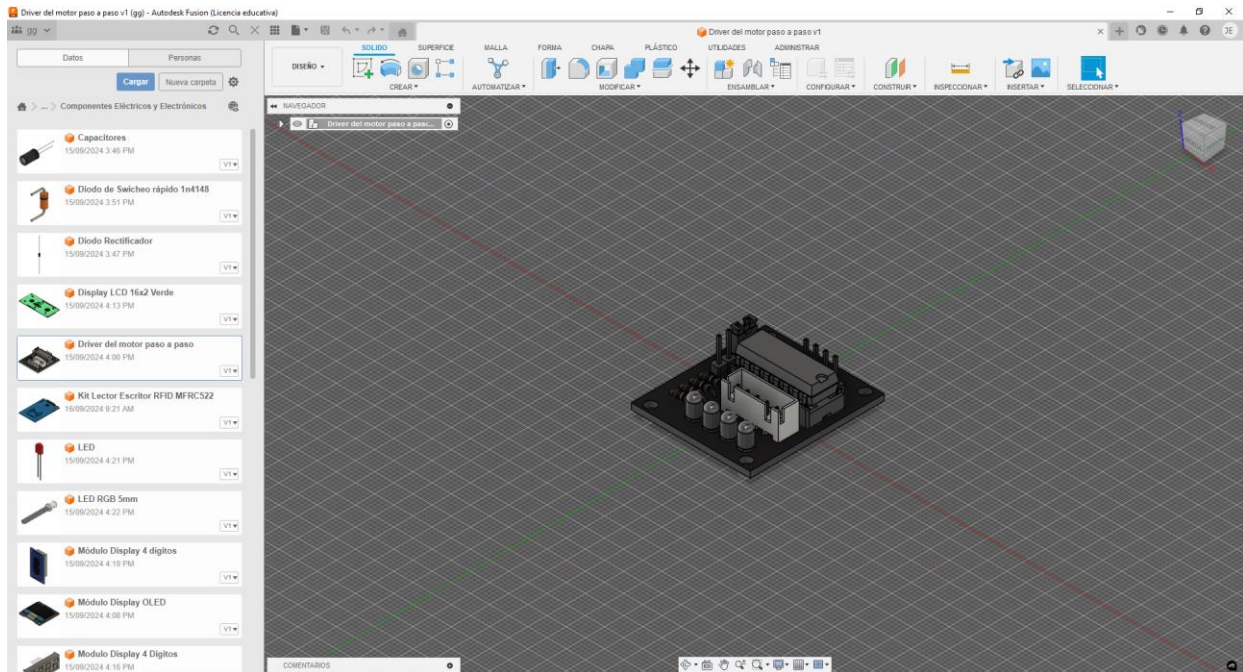 Driver del motor paso a paso v1 (gg) - Autodesk Fusion (Licencia educativa)
gg
Driver del motor paso a paso v1
JE
Datos
Personas
Cargar
Nueva carpeta
... > Componentes Eléctricos y Electrónicos
Capacitores
15/09/2024 3:46 PM
V1
Diodo de Swicheo rápido 1n4148
15/09/2024 3:51 PM
V1
Diodo Rectificador
15/09/2024 3:47 PM
V1
Display LCD 16x2 Verde
15/09/2024 4:13 PM
V1
Driver del motor paso a paso
15/09/2024 4:00 PM
V1
Kit Lector Escritor RFID MFRC522
16/09/2024 9:21 AM
V1
LED
15/09/2024 4:21 PM
V1
LED RGB 5mm
15/09/2024 4:22 PM
V1
Módulo Display 4 digitos
15/09/2024 4:19 PM
V1
Módulo Display OLED
15/09/2024 4:08 PM
V1
Modulo Display 4 Digitos
15/09/2024 4:16 PM
DISEÑO
SOLIDO SUPERFICIE MALLA FORMA CHAPA PLÁSTICO UTILIDADES ADMINISTRAR
CREAR AUTOMATIZAR MODIFICAR ENSAMBLAR CONFIGURAR CONSTRUIR INSPECCIONAR INSERTAR SELECCIONAR
NAVEGADOR
Driver del motor paso a paso...
COMENTARIOS